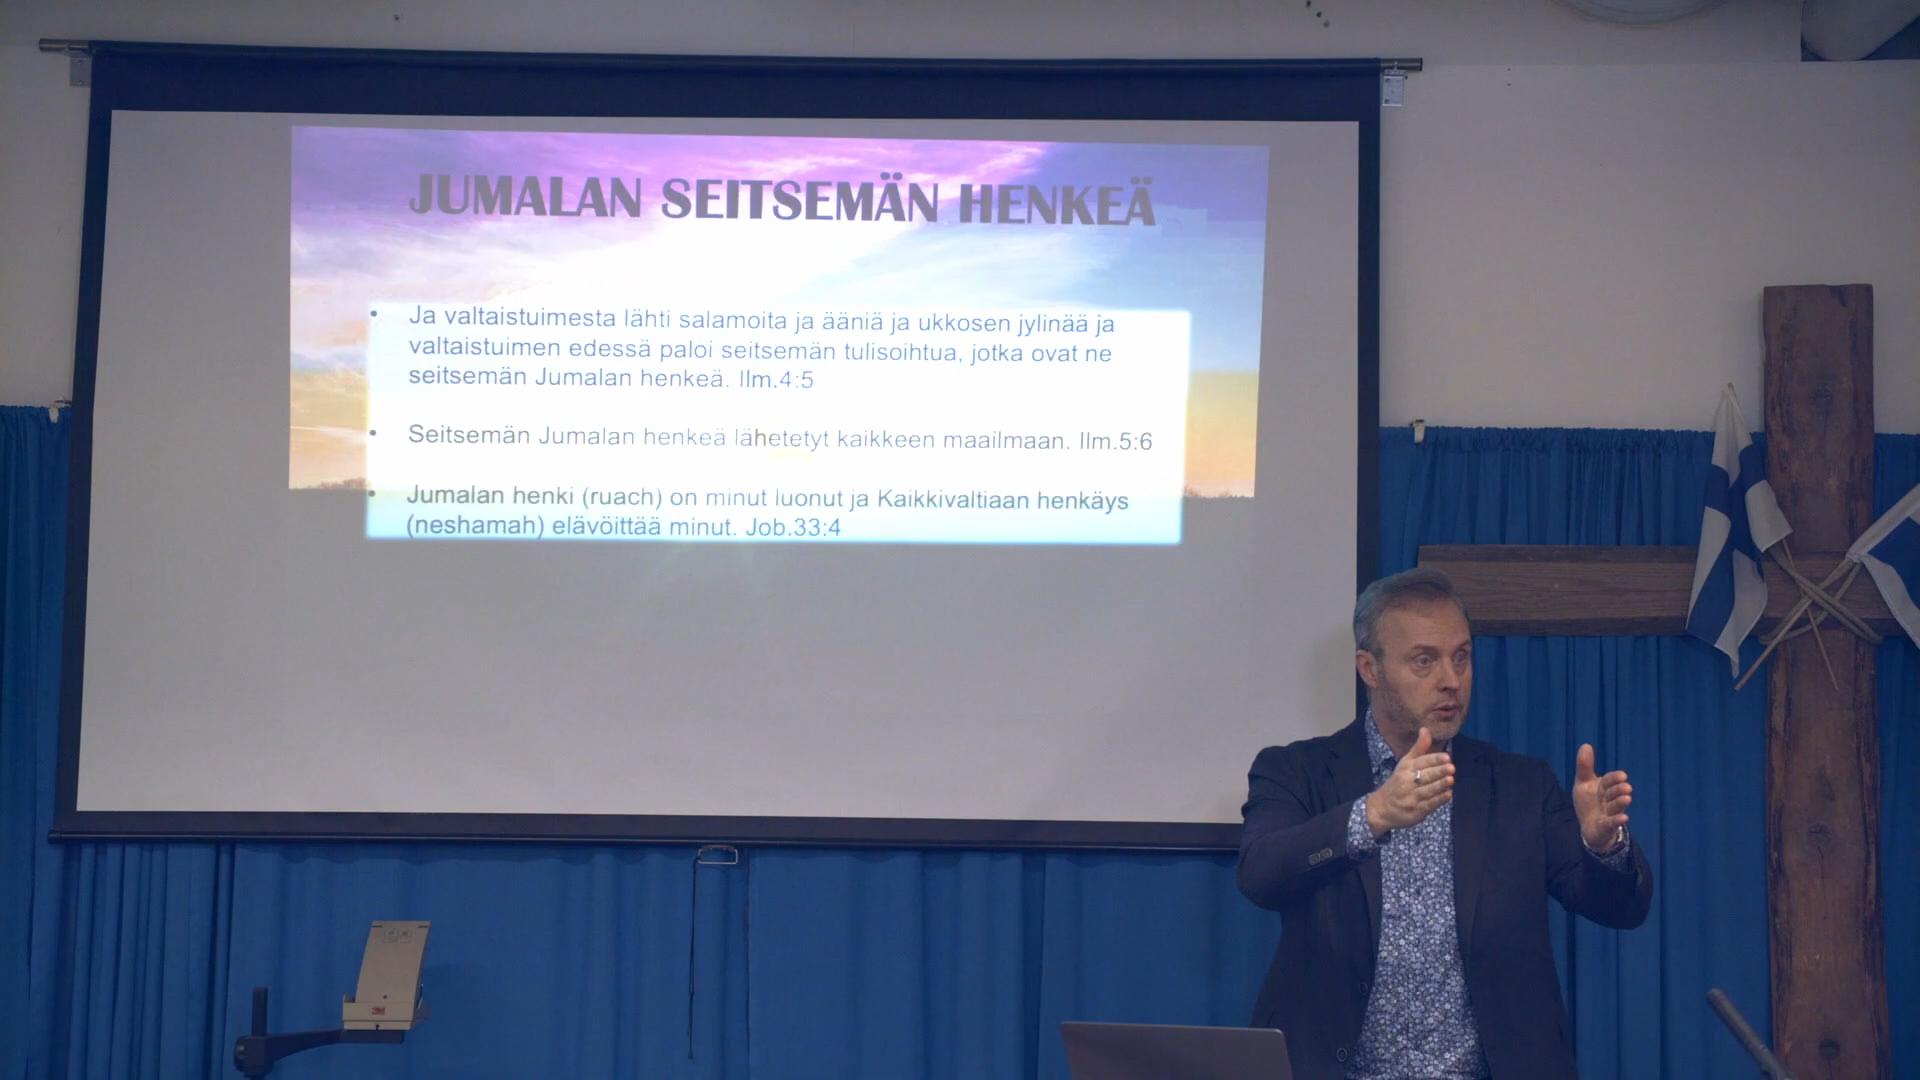 JUMALAN SEITSEMÄN HENKEÄ
• Ja valtaistuimesta lähti salamoita ja ääniä ja ukkosen jylinää ja
valtaistuimen edessä paloi seitsemän tulisoihtua, jotka ovat ne
seitsemän Jumalan henkeä. Ilm.4:5
• Seitsemän Jumalan henkeä lähetetyt kaikkeen maailmaan. Ilm.5:6
• Jumalan henki (ruach) on minut luonut ja Kaikkivaltiaan henkäys
(neshamah) elävöittää minut. Job.33:4